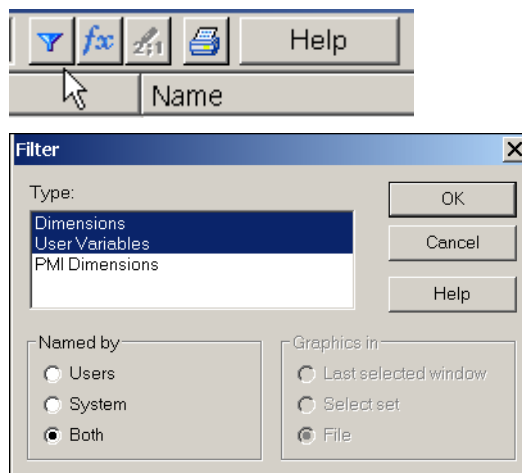 fx 2;1 Help
Name
Filter
Type:
Dimensions
User Variables
PMI Dimensions
OK
Cancel
Help
Named by
Users
System
Both
Graphics in
Last selected window
Select set
File